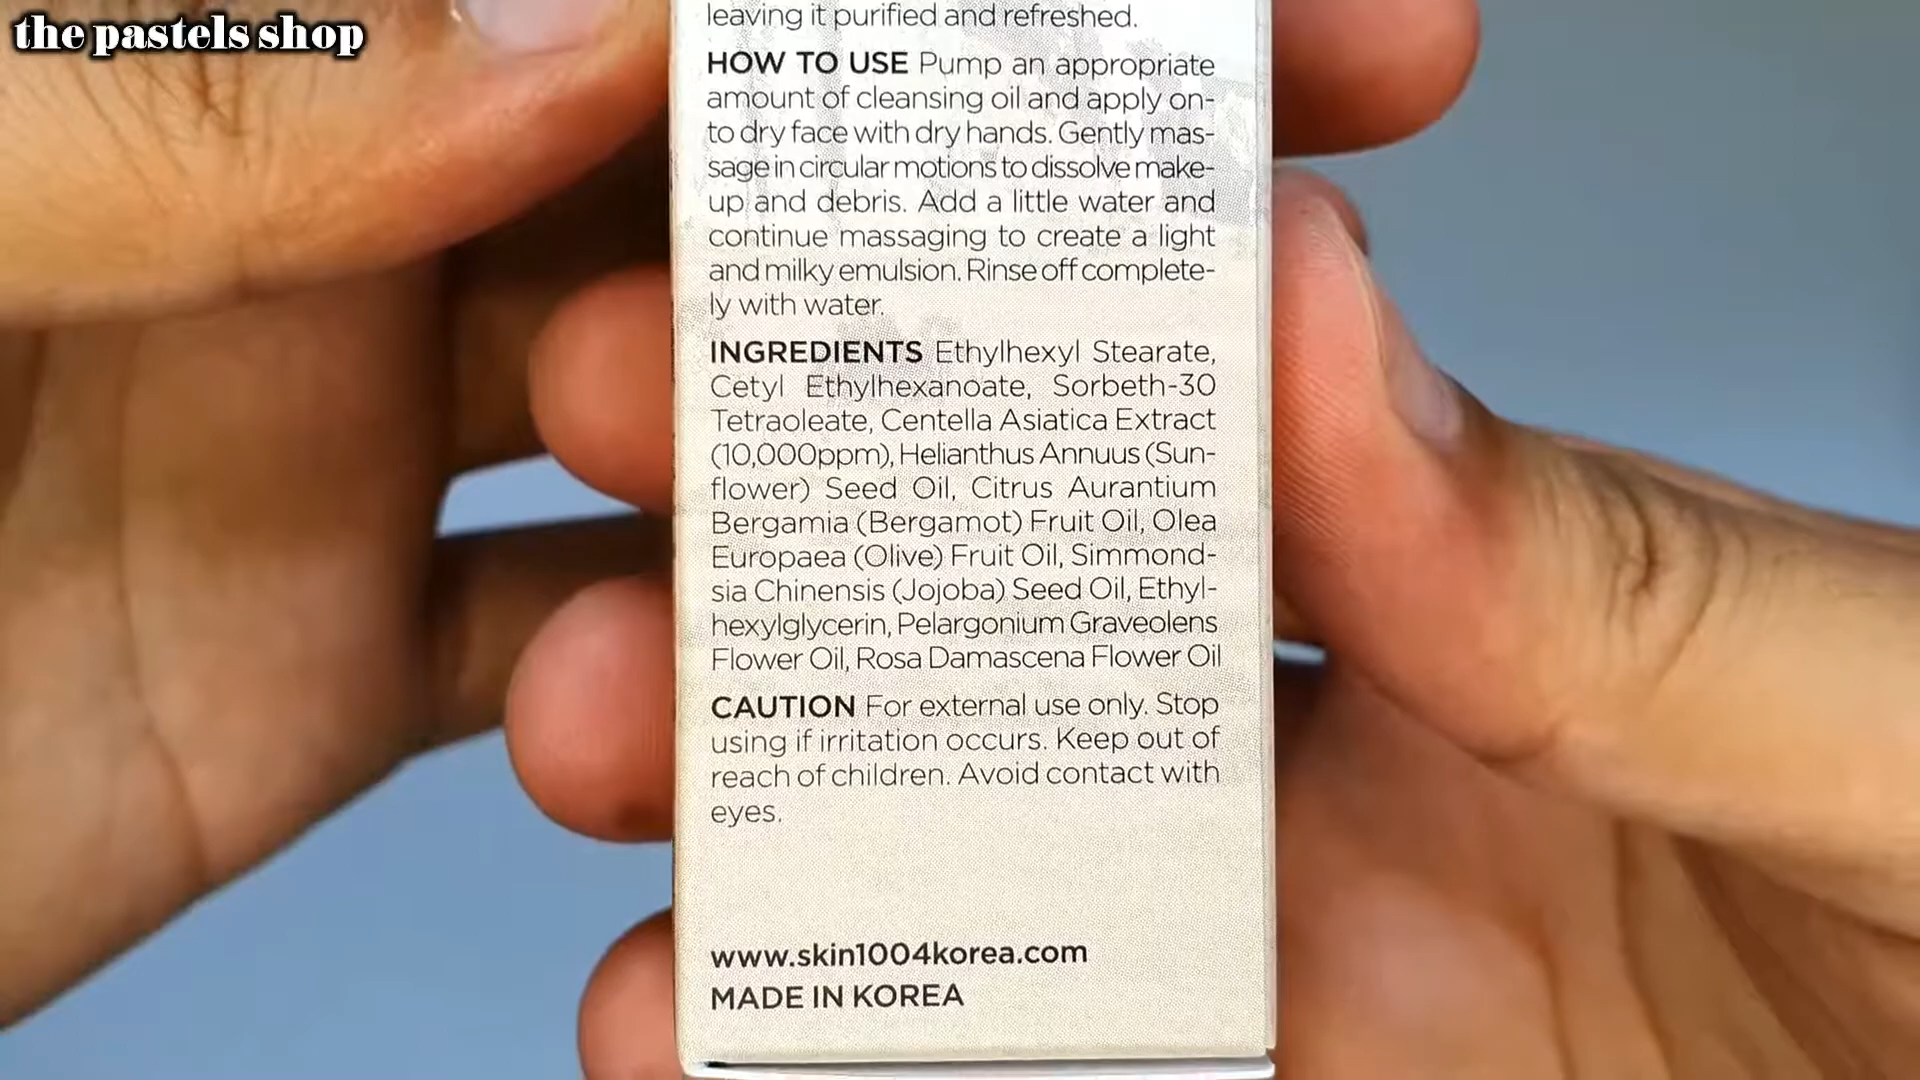 the pastels shop
leaving it purified and refreshed.
HOW TO USE Pump an appropriate
amount of cleansing oil and apply on-
to dry face with dry hands. Gently mas-
sage in circular motions to dissolve make-
up and debris. Add a little water and
continue massaging to create a light
and milky emulsion. Rinse off complete-
ly with water.
INGREDIENTS Ethylhexyl Stearate,
Cetyl Ethylhexanoate, Sorbeth-30
Tetraoleate, Centella Asiatica Extract
(10,000ppm), Helianthus Annuus (Sun-
flower) Seed Oil, Citrus Aurantium
Bergamia (Bergamot) Fruit Oil, Olea
Europaea (Olive) Fruit Oil, Simmond-
sia Chinensis (Jojoba) Seed Oil, Ethyl-
hexylglycerin, Pelargonium Graveolens
Flower Oil, Rosa Damascena Flower Oil
CAUTION For external use only. Stop
using if irritation occurs. Keep out of
reach of children. Avoid contact with
eyes.
www.skin1004korea.com
MADE IN KOREA